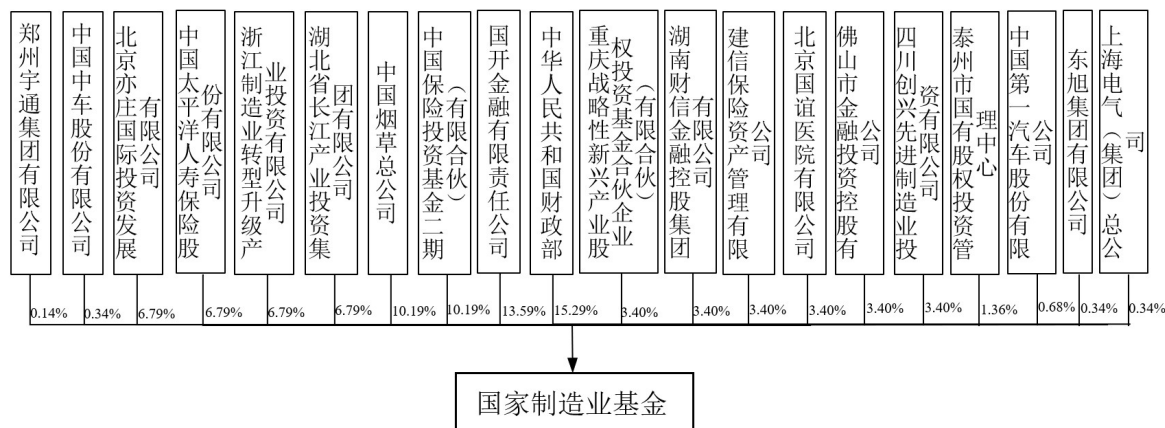 郑州宇通集团有限公司
中国中车股份有限公司
北京亦庄国际投资发展
有限公司
中国太平洋人寿保险股
份有限公司
浙江制造业转型升级产
业投资有限公司
湖北省长江产业投资集
团有限公司
中国烟草总公司
中国保险投资基金二期
（有限合伙）
国开金融有限责任公司
中华人民共和国财政部
重庆战略性新兴产业股
权投资基金合伙企业
（有限合伙）
湖南财信金融控股集团
有限公司
建信保险资产管理有限
公司
北京国谊医院有限公司
佛山市金融投资控股有
公司
四川创兴先进制造业投
资有限公司
泰州市国有股权投资管
理中心
中国第一汽车股份有限
公司
东旭集团有限公司
上海电气（集团）总公
司
0.14%
0.34%
6.79%
6.79%
6.79%
6.79%
10.19%
10.19%
13.59%
15.29%
3.40%
3.40%
3.40%
3.40%
3.40%
3.40%
1.36%
0.68%
0.34%
0.34%
国家制造业基金